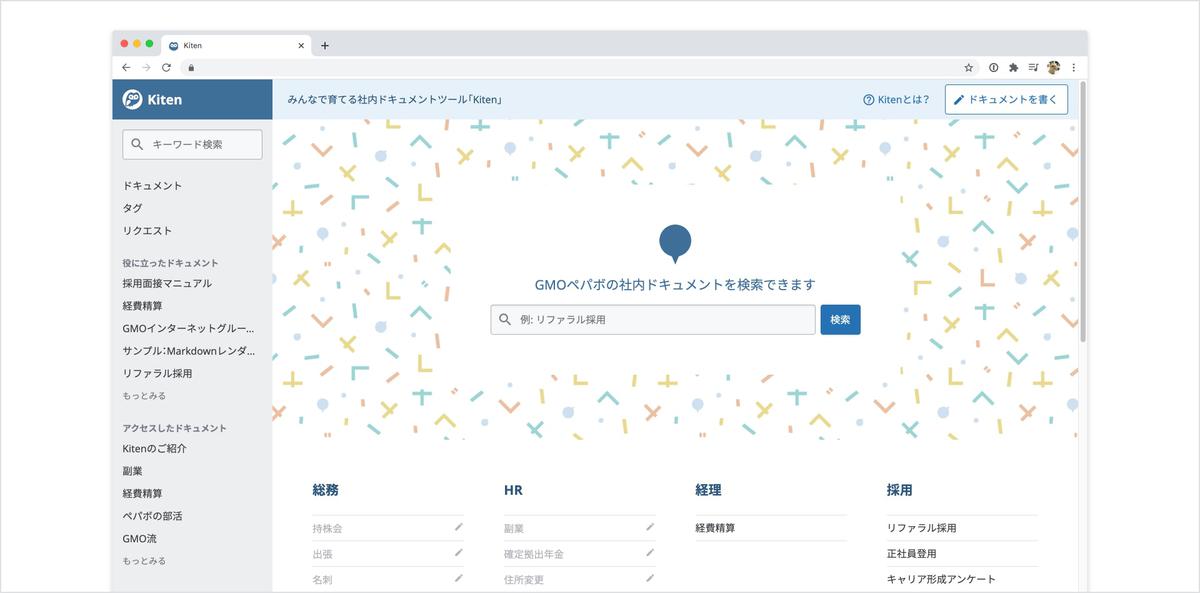 Kiten
Kiten
みんなで育てる社内ドキュメントツール「Kiten」
Kitenとは？
ドキュメントを書く
キーワード検索
ドキュメント
タグ
リクエスト
役に立ったドキュメント
採用面接マニュアル
経費精算
GMOインターネットグルー...
サンプル：Markdownレンダ...
リファラル採用
もっとみる
アクセスしたドキュメント
Kitenのご紹介
副業
経費精算
ペパボの部活
GMO流
もっとみる
GMOペパボの社内ドキュメントを検索できます
例: リファラル採用
検索
総務
持株会
出張
名刺
HR
副業
確定拠出年金
住所変更
経理
経費精算
採用
リファラル採用
正社員登用
キャリア形成アンケート